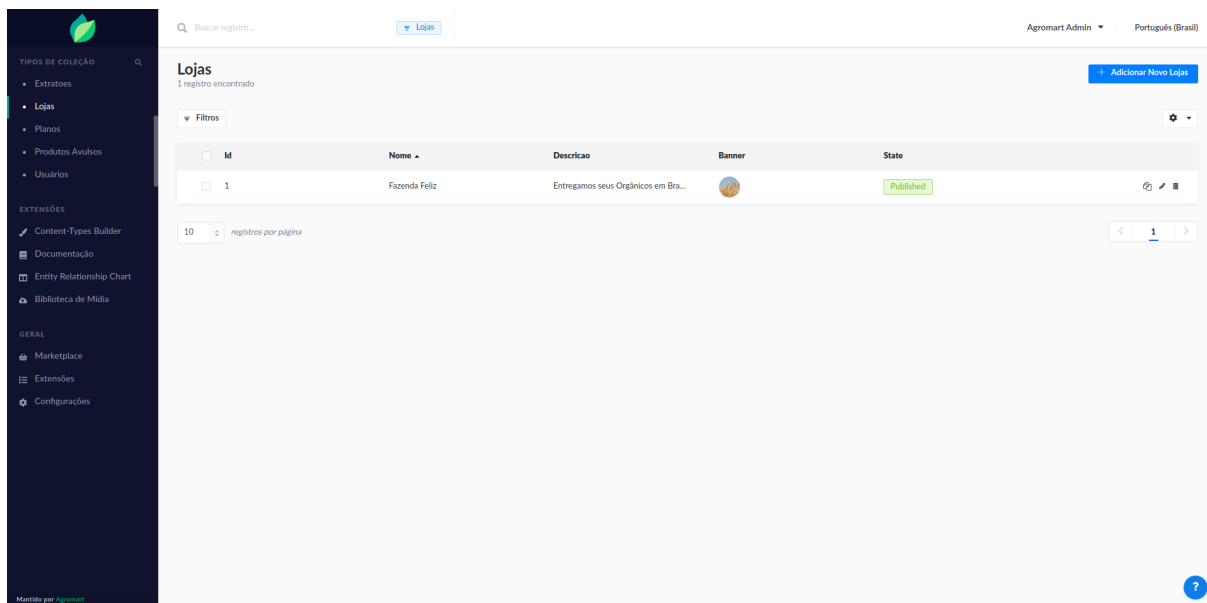 Buscar registro...
Lojas
Agromart Admin
Português (Brasil)
TIPOS DE COLEÇÃO
Extratoes
Lojas
Planos
Produtos Avulsos
Usuários
EXTENSÕES
Content-Types Builder
Documentação
Entity Relationship Chart
Biblioteca de Mídia
GERAL
Marketplace
Extensões
Configurações
Mantido por Agromart
Lojas
1 registro encontrado
+ Adicionar Novo Lojas
Filtros
Id Nome Descricao Banner State
1 Fazenda Feliz Entregamos seus Orgânicos em Bra... Published
10 registros por página
< 1 >
?